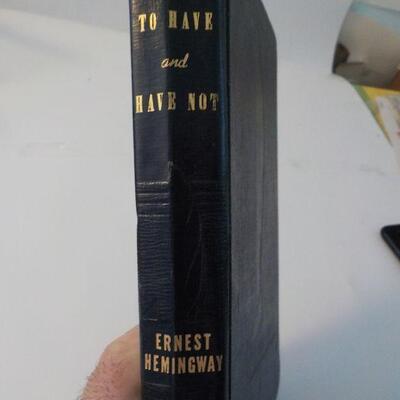 TO HAVE
and
HAVE NOT
ERNEST
HEMINGWAY